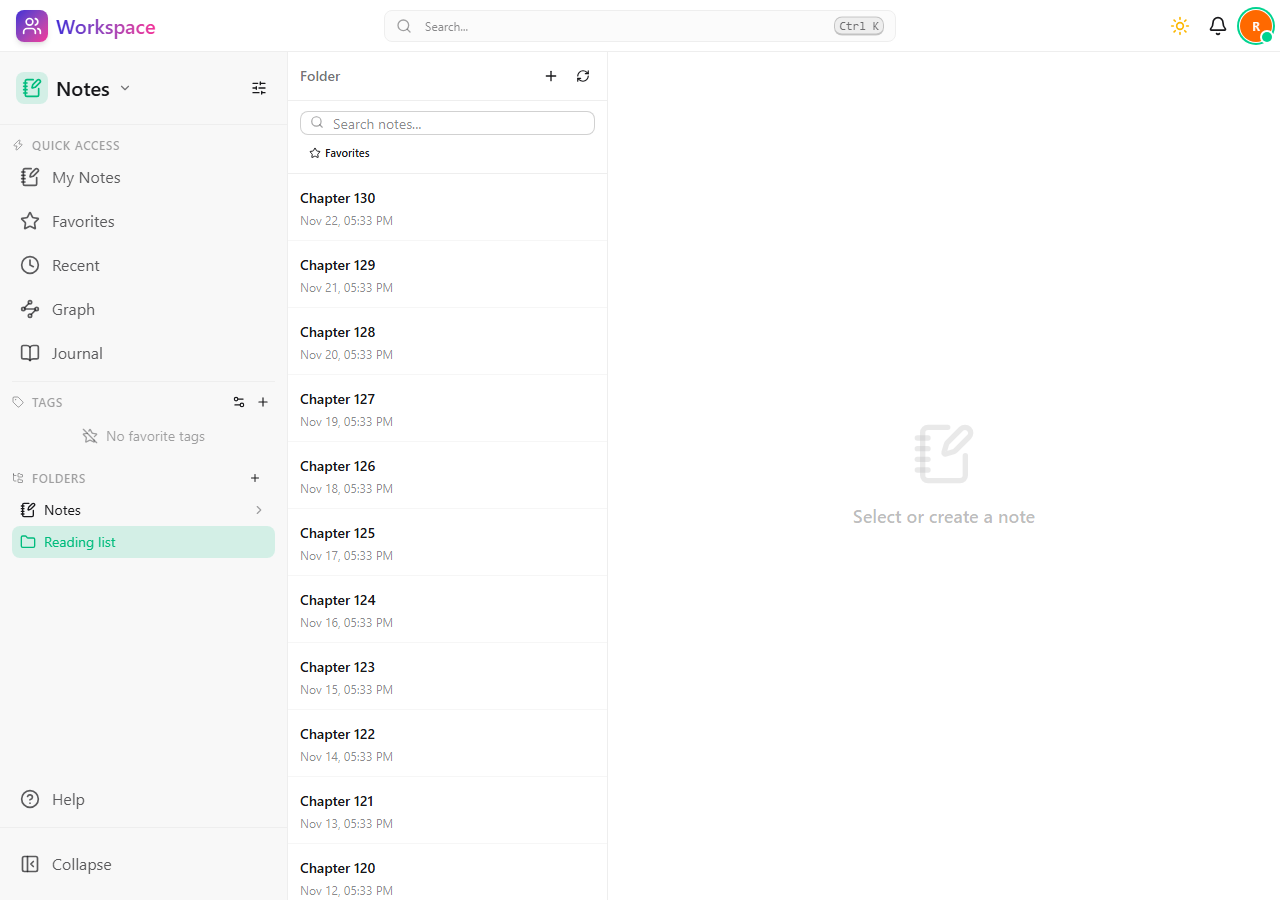 Workspace
Search...
Ctrl K
R
Notes
QUICK ACCESS
My Notes
Favorites
Recent
Graph
Journal
TAGS
No favorite tags
FOLDERS
Notes
Reading list
Help
Collapse
Folder
Search notes...
Favorites
Chapter 130
Nov 22, 05:33 PM
Chapter 129
Nov 21, 05:33 PM
Chapter 128
Nov 20, 05:33 PM
Chapter 127
Nov 19, 05:33 PM
Chapter 126
Nov 18, 05:33 PM
Chapter 125
Nov 17, 05:33 PM
Chapter 124
Nov 16, 05:33 PM
Chapter 123
Nov 15, 05:33 PM
Chapter 122
Nov 14, 05:33 PM
Chapter 121
Nov 13, 05:33 PM
Chapter 120
Nov 12, 05:33 PM
Select or create a note